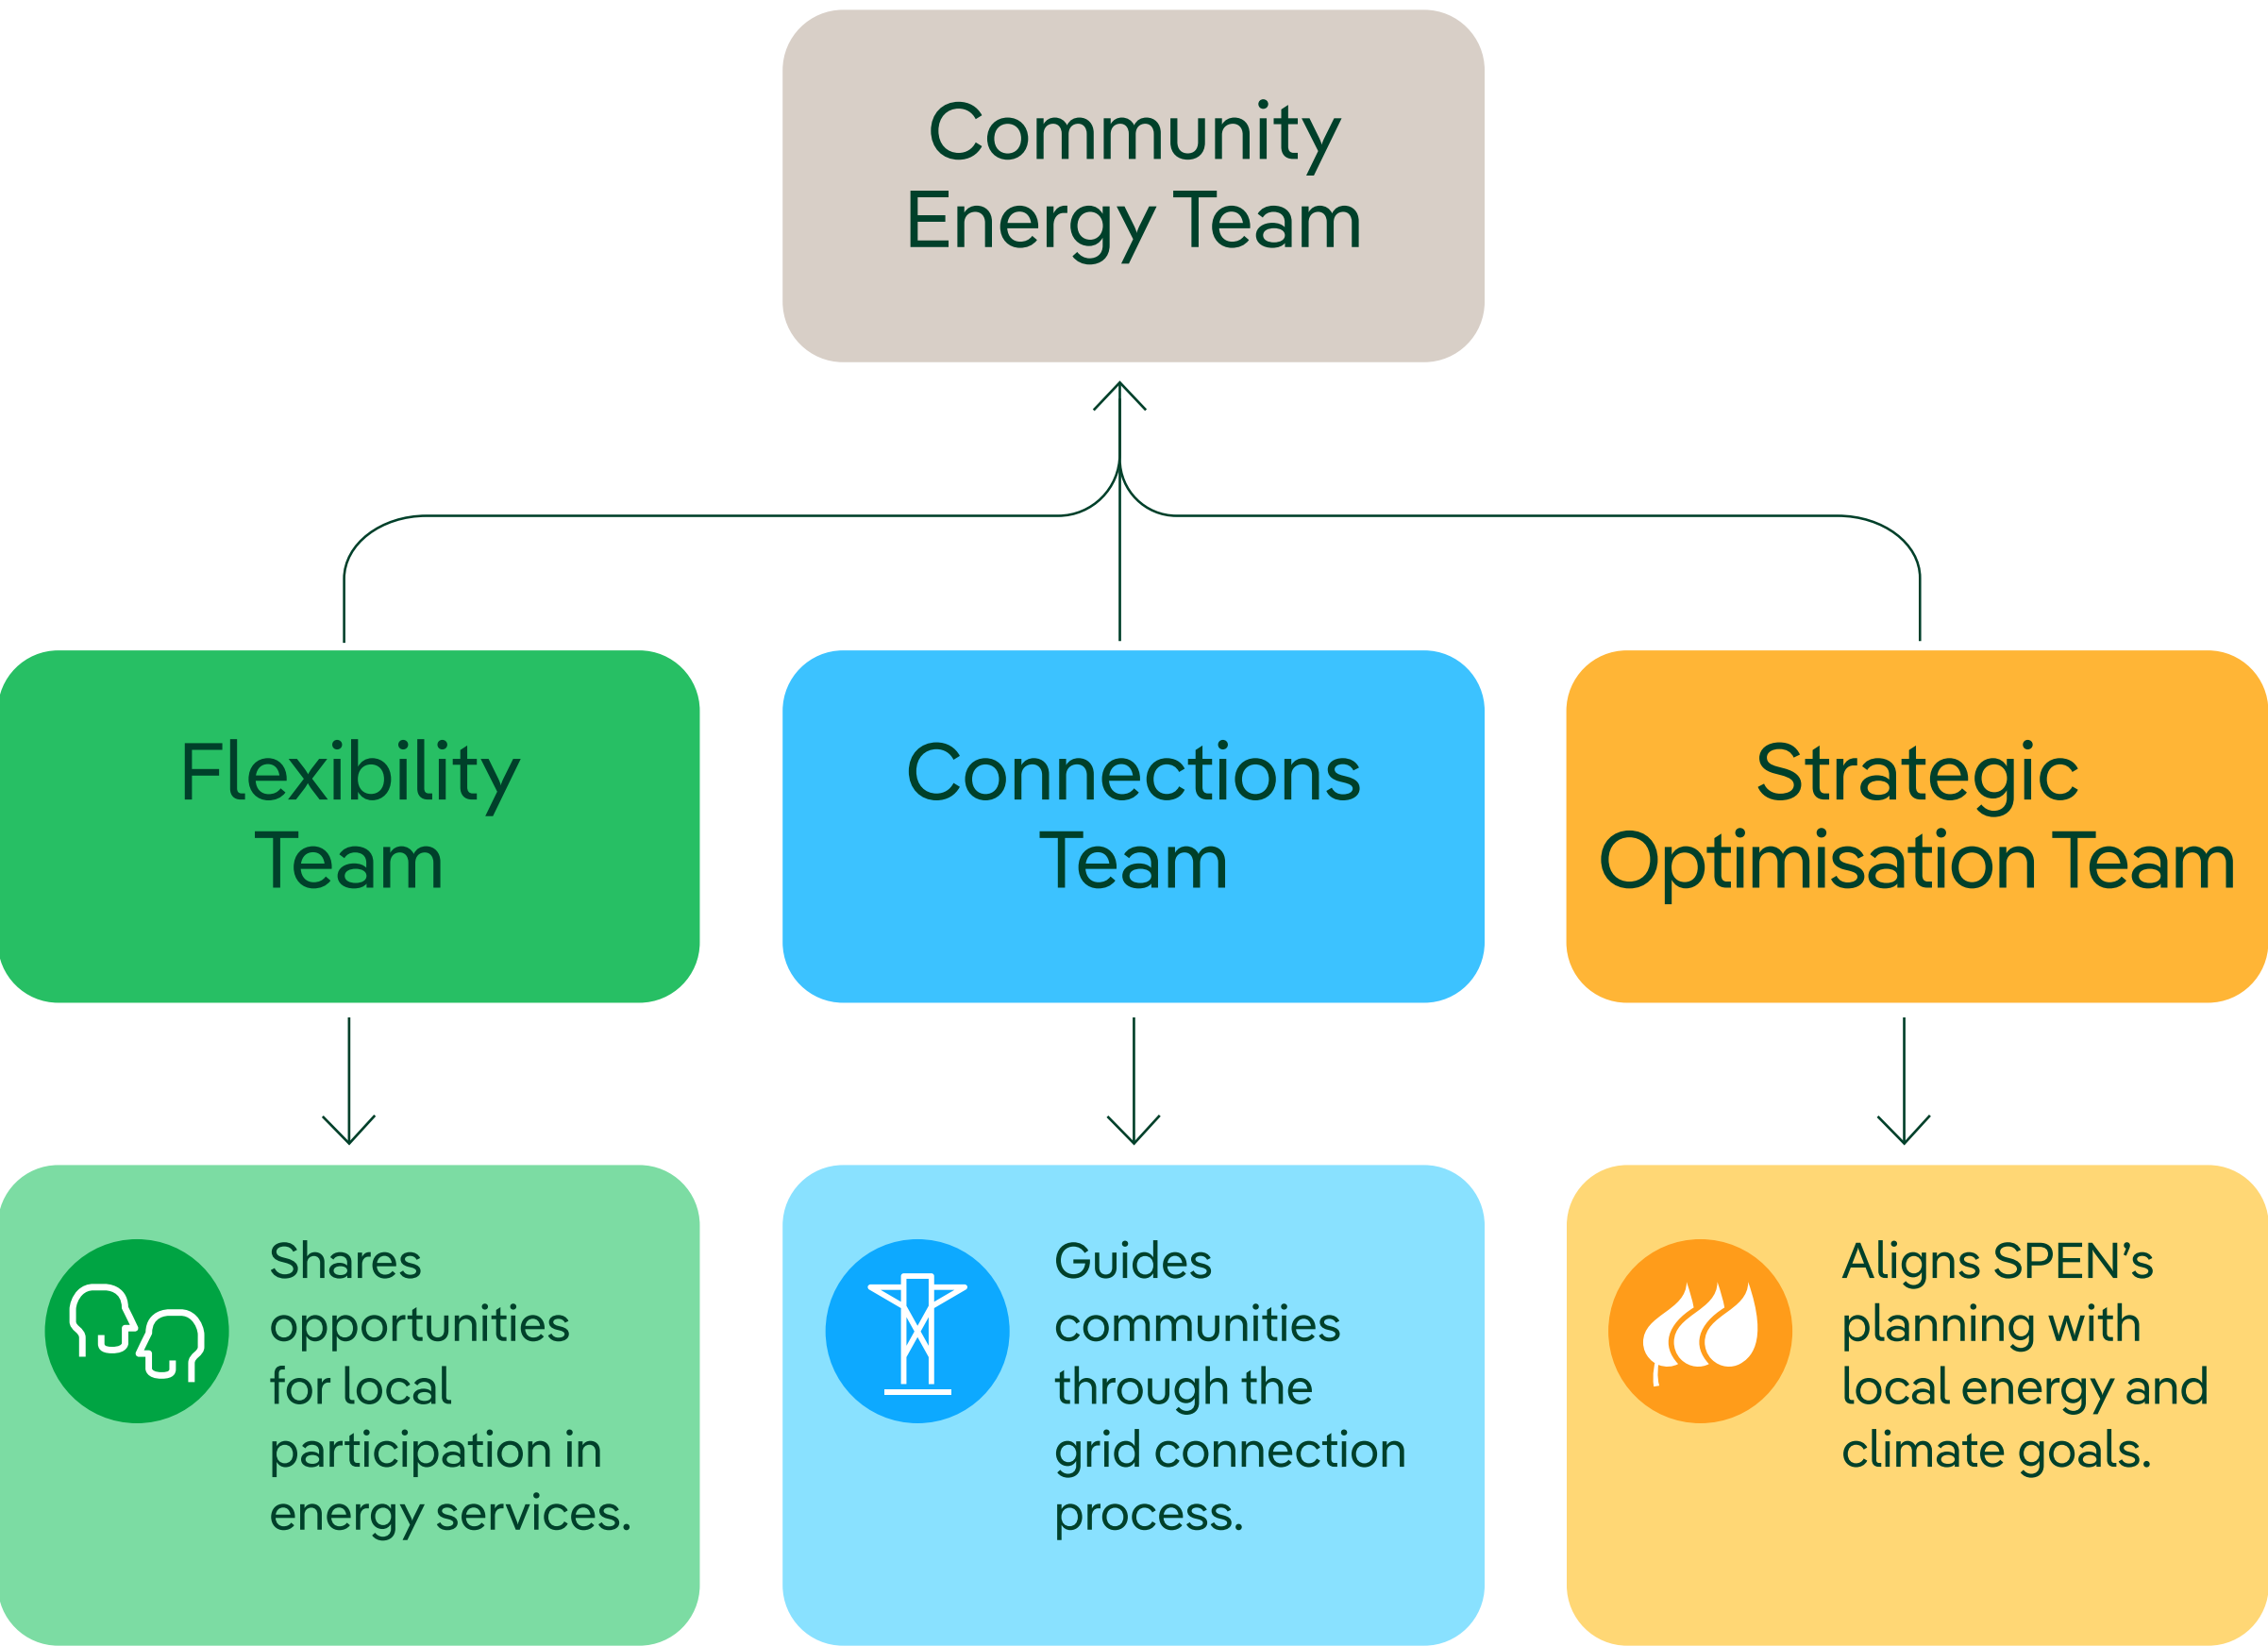 Community
Energy Team
Flexibility
Team
Connections
Team
Strategic
Optimisation Team
Shares
opportunities
for local
participation in
energy services.
Guides
communities
through the
grid connection
process.
Aligns SPEN's
planning with
local energy and
climate goals.